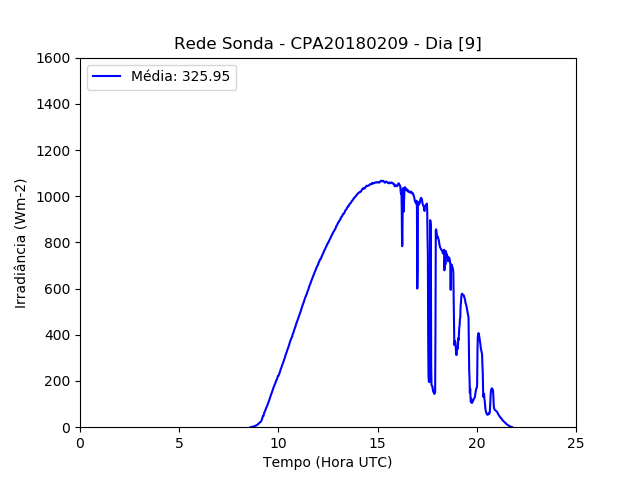 Rede Sonda - CPA20180209 - Dia [9]
Média: 325.95
Irradiância (Wm-2)
1600
1400
1200
1000
800
600
400
200
0
0 5 10 15 20 25
Tempo (Hora UTC)